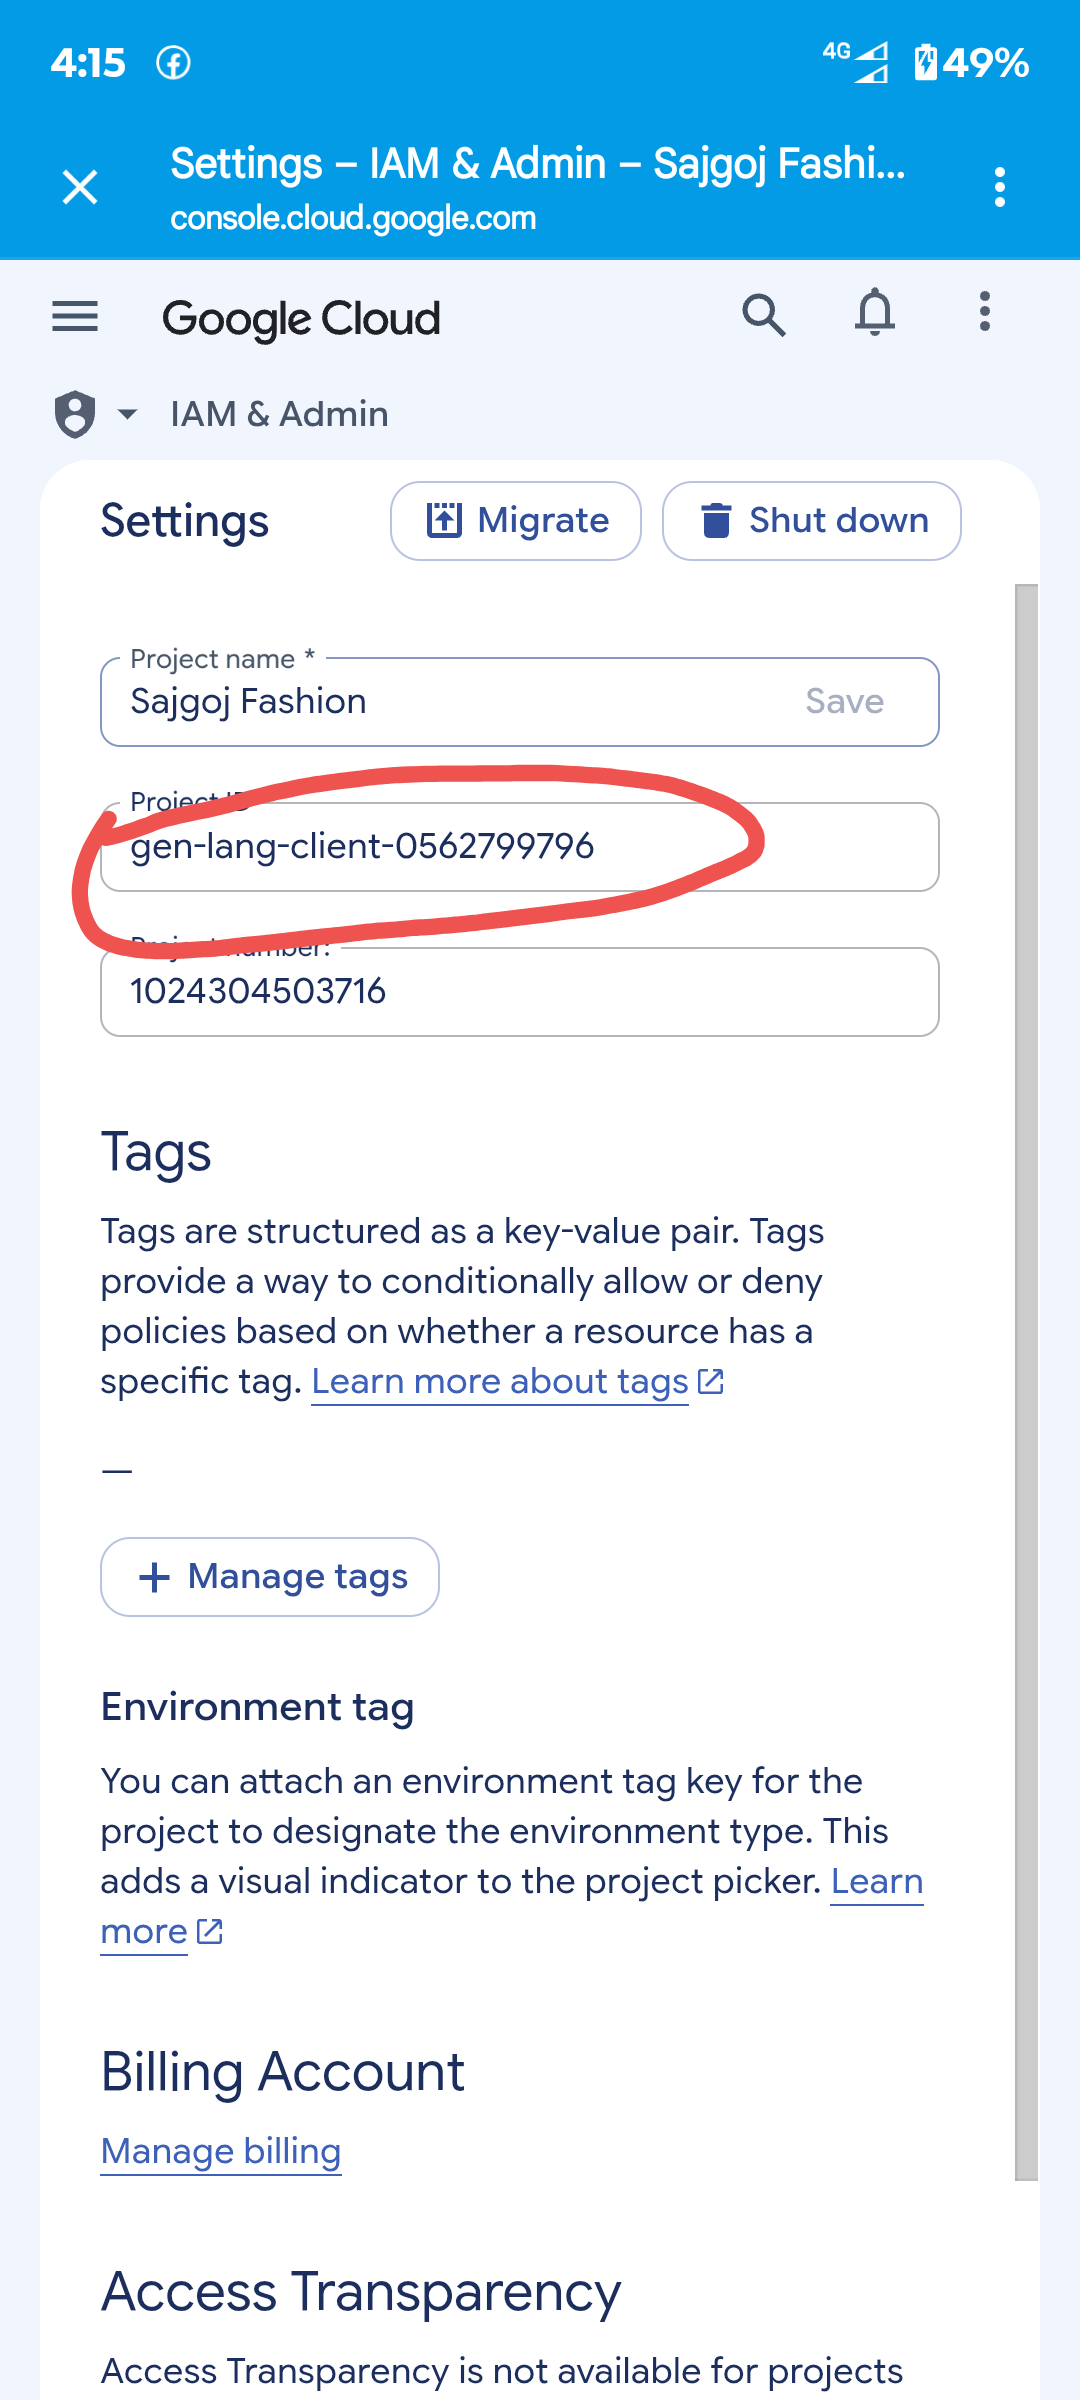 4:15
4G
49%
Settings – IAM & Admin – Sajgoj Fashi...
console.cloud.google.com
Google Cloud
IAM & Admin
Settings
Migrate
Shut down
Project name *
Sajgoj Fashion
Save
Project ID
gen-lang-client-0562799796
Project number:
1024304503716
Tags
Tags are structured as a key-value pair. Tags
provide a way to conditionally allow or deny
policies based on whether a resource has a
specific tag. Learn more about tags
—
+ Manage tags
Environment tag
You can attach an environment tag key for the
project to designate the environment type. This
adds a visual indicator to the project picker. Learn
more
Billing Account
Manage billing
Access Transparency
Access Transparency is not available for projects